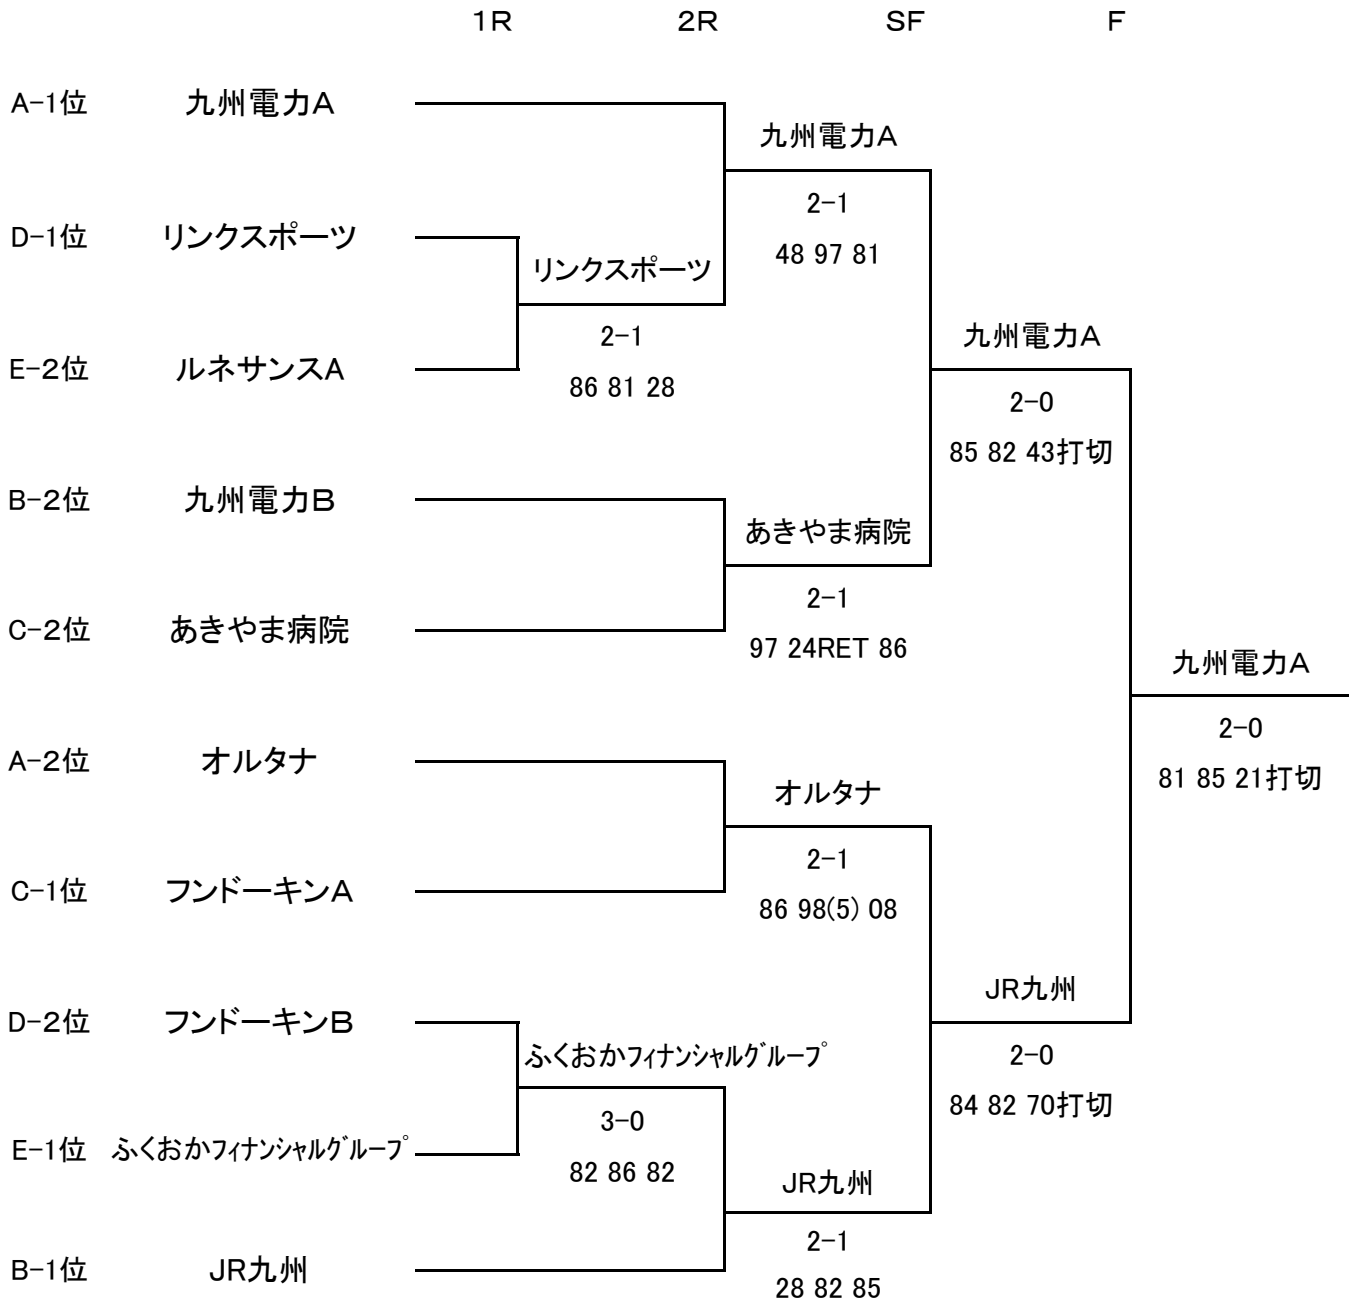 1R 2R SF F
A-1位 九州電力A
九州電力A
2-1
48 97 81
D-1位 リンクスポーツ
リンクスポーツ
2-1
86 81 28
E-2位 ルネサンスA
九州電力A
2-0
85 82 43打切
B-2位 九州電力B
あきやま病院
2-1
97 24RET 86
C-2位 あきやま病院
九州電力A
2-0
81 85 21打切
A-2位 オルタナ
オルタナ
2-1
86 98(5) 08
C-1位 フンドーキンA
JR九州
2-0
84 82 70打切
D-2位 フンドーキンB
ふくおかフィナンシャルグループ
3-0
82 86 82
E-1位 ふくおかフィナンシャルグループ
JR九州
2-1
28 82 85
B-1位 JR九州